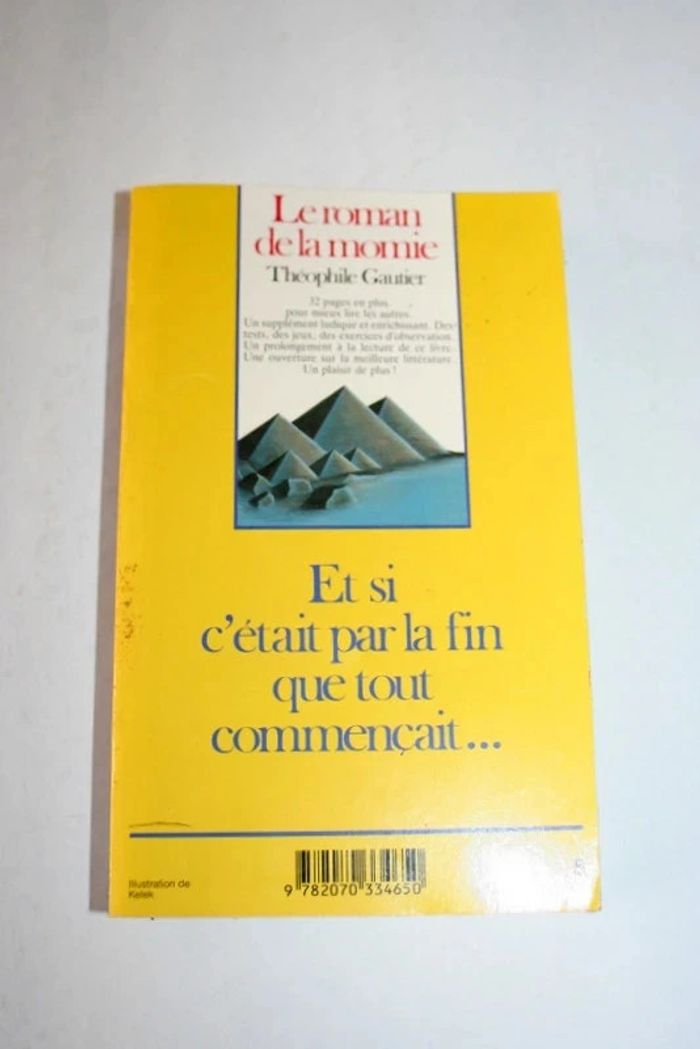 Le roman
de la momie
Théophile Gautier
32 pages en plus
pour mieux lire les autres.
Un supplément ludique et enrichissant. Des
tests, des jeux, des exercices d'observation.
Un prolongement à la lecture de ce livre.
Une ouverture sur la meilleure littérature.
Un plaisir de plus !
Et si
c'était par la fin
que tout
commençait...
Illustration de
Kelek
9 782070 334650